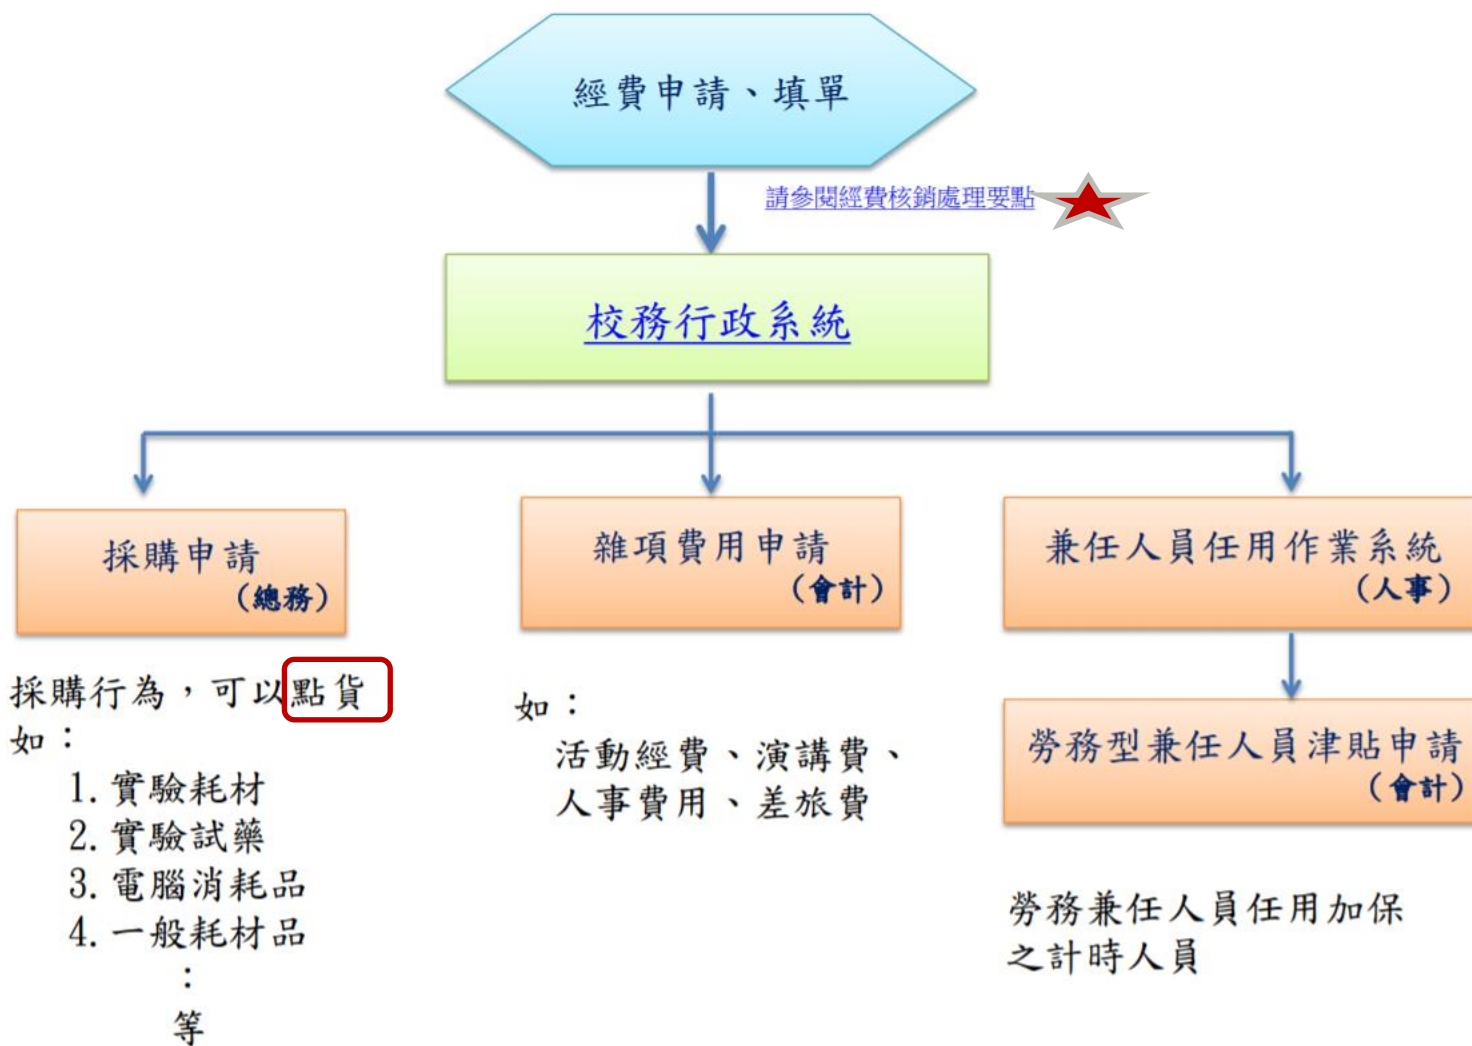 經費申請、填單
請參閱經費核銷處理要點
校務行政系統
採購申請
(總務)
雜項費用申請
(會計)
兼任人員任用作業系統
(人事)
採購行為，可以點貨
如：
1. 實驗耗材
2. 實驗試藥
3. 電腦消耗品
4. 一般耗材品
：
等
如：
活動經費、演講費、
人事費用、差旅費
勞務型兼任人員津貼申請
(會計)
勞務兼任人員任用加保
之計時人員